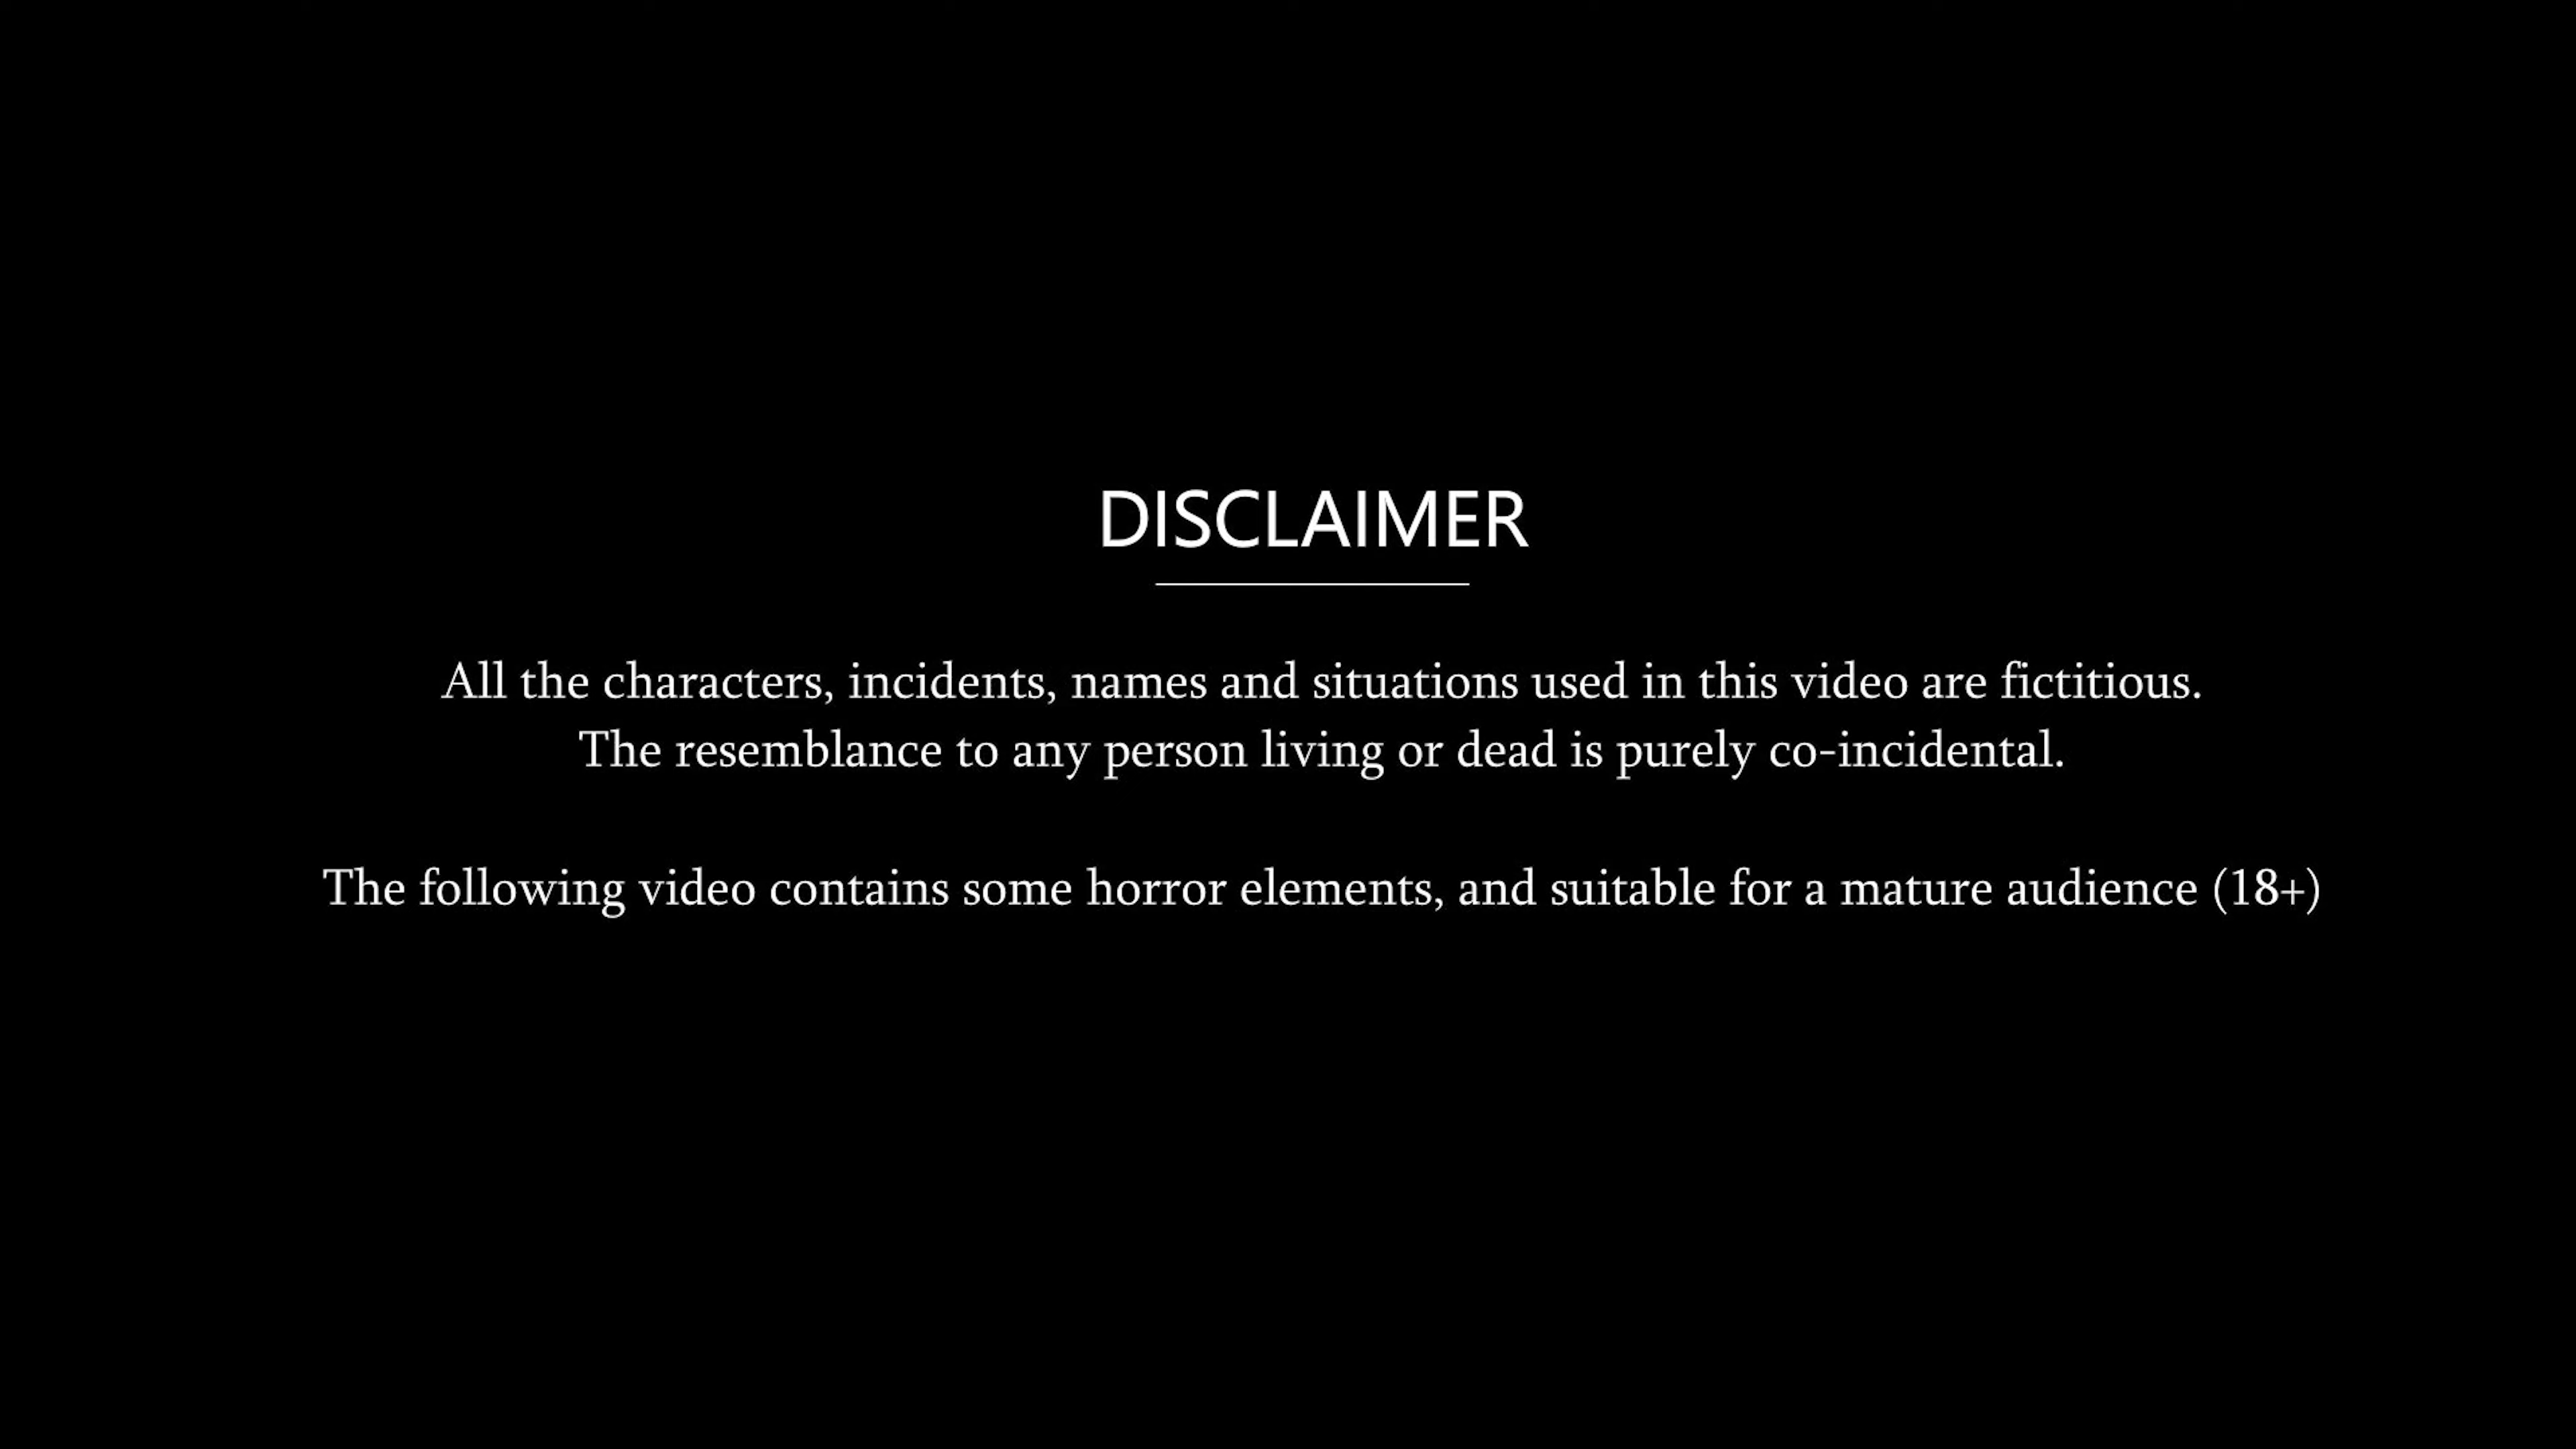 DISCLAIMER
All the characters, incidents, names and situations used in this video are fictitious.
The resemblance to any person living or dead is purely co-incidental.
The following video contains some horror elements, and suitable for a mature audience (18+)